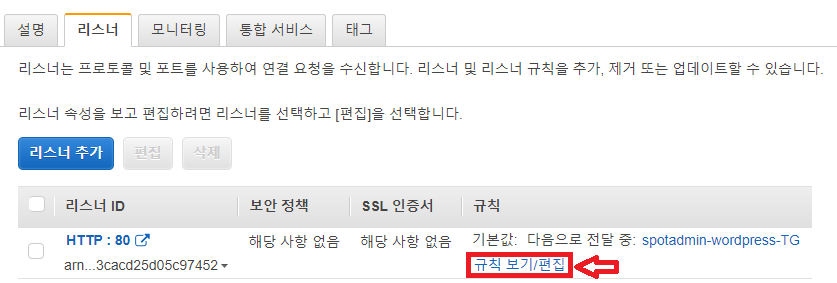 설명 리스너 모니터링 통합 서비스 태그
리스너는 프로토콜 및 포트를 사용하여 연결 요청을 수신합니다. 리스너 및 리스너 규칙을 추가, 제거 또는 업데이트할 수 있습니다.
리스너 속성을 보고 편집하려면 리스너를 선택하고 [편집]을 선택합니다.
리스너 추가 편집 삭제
리스너 ID 보안 정책 SSL 인증서 규칙
HTTP : 80 해당 사항 없음 해당 사항 없음 기본값: 다음으로 전달 중: spotadmin-wordpress-TG
arn...3cacd25d05c97452 규칙 보기/편집